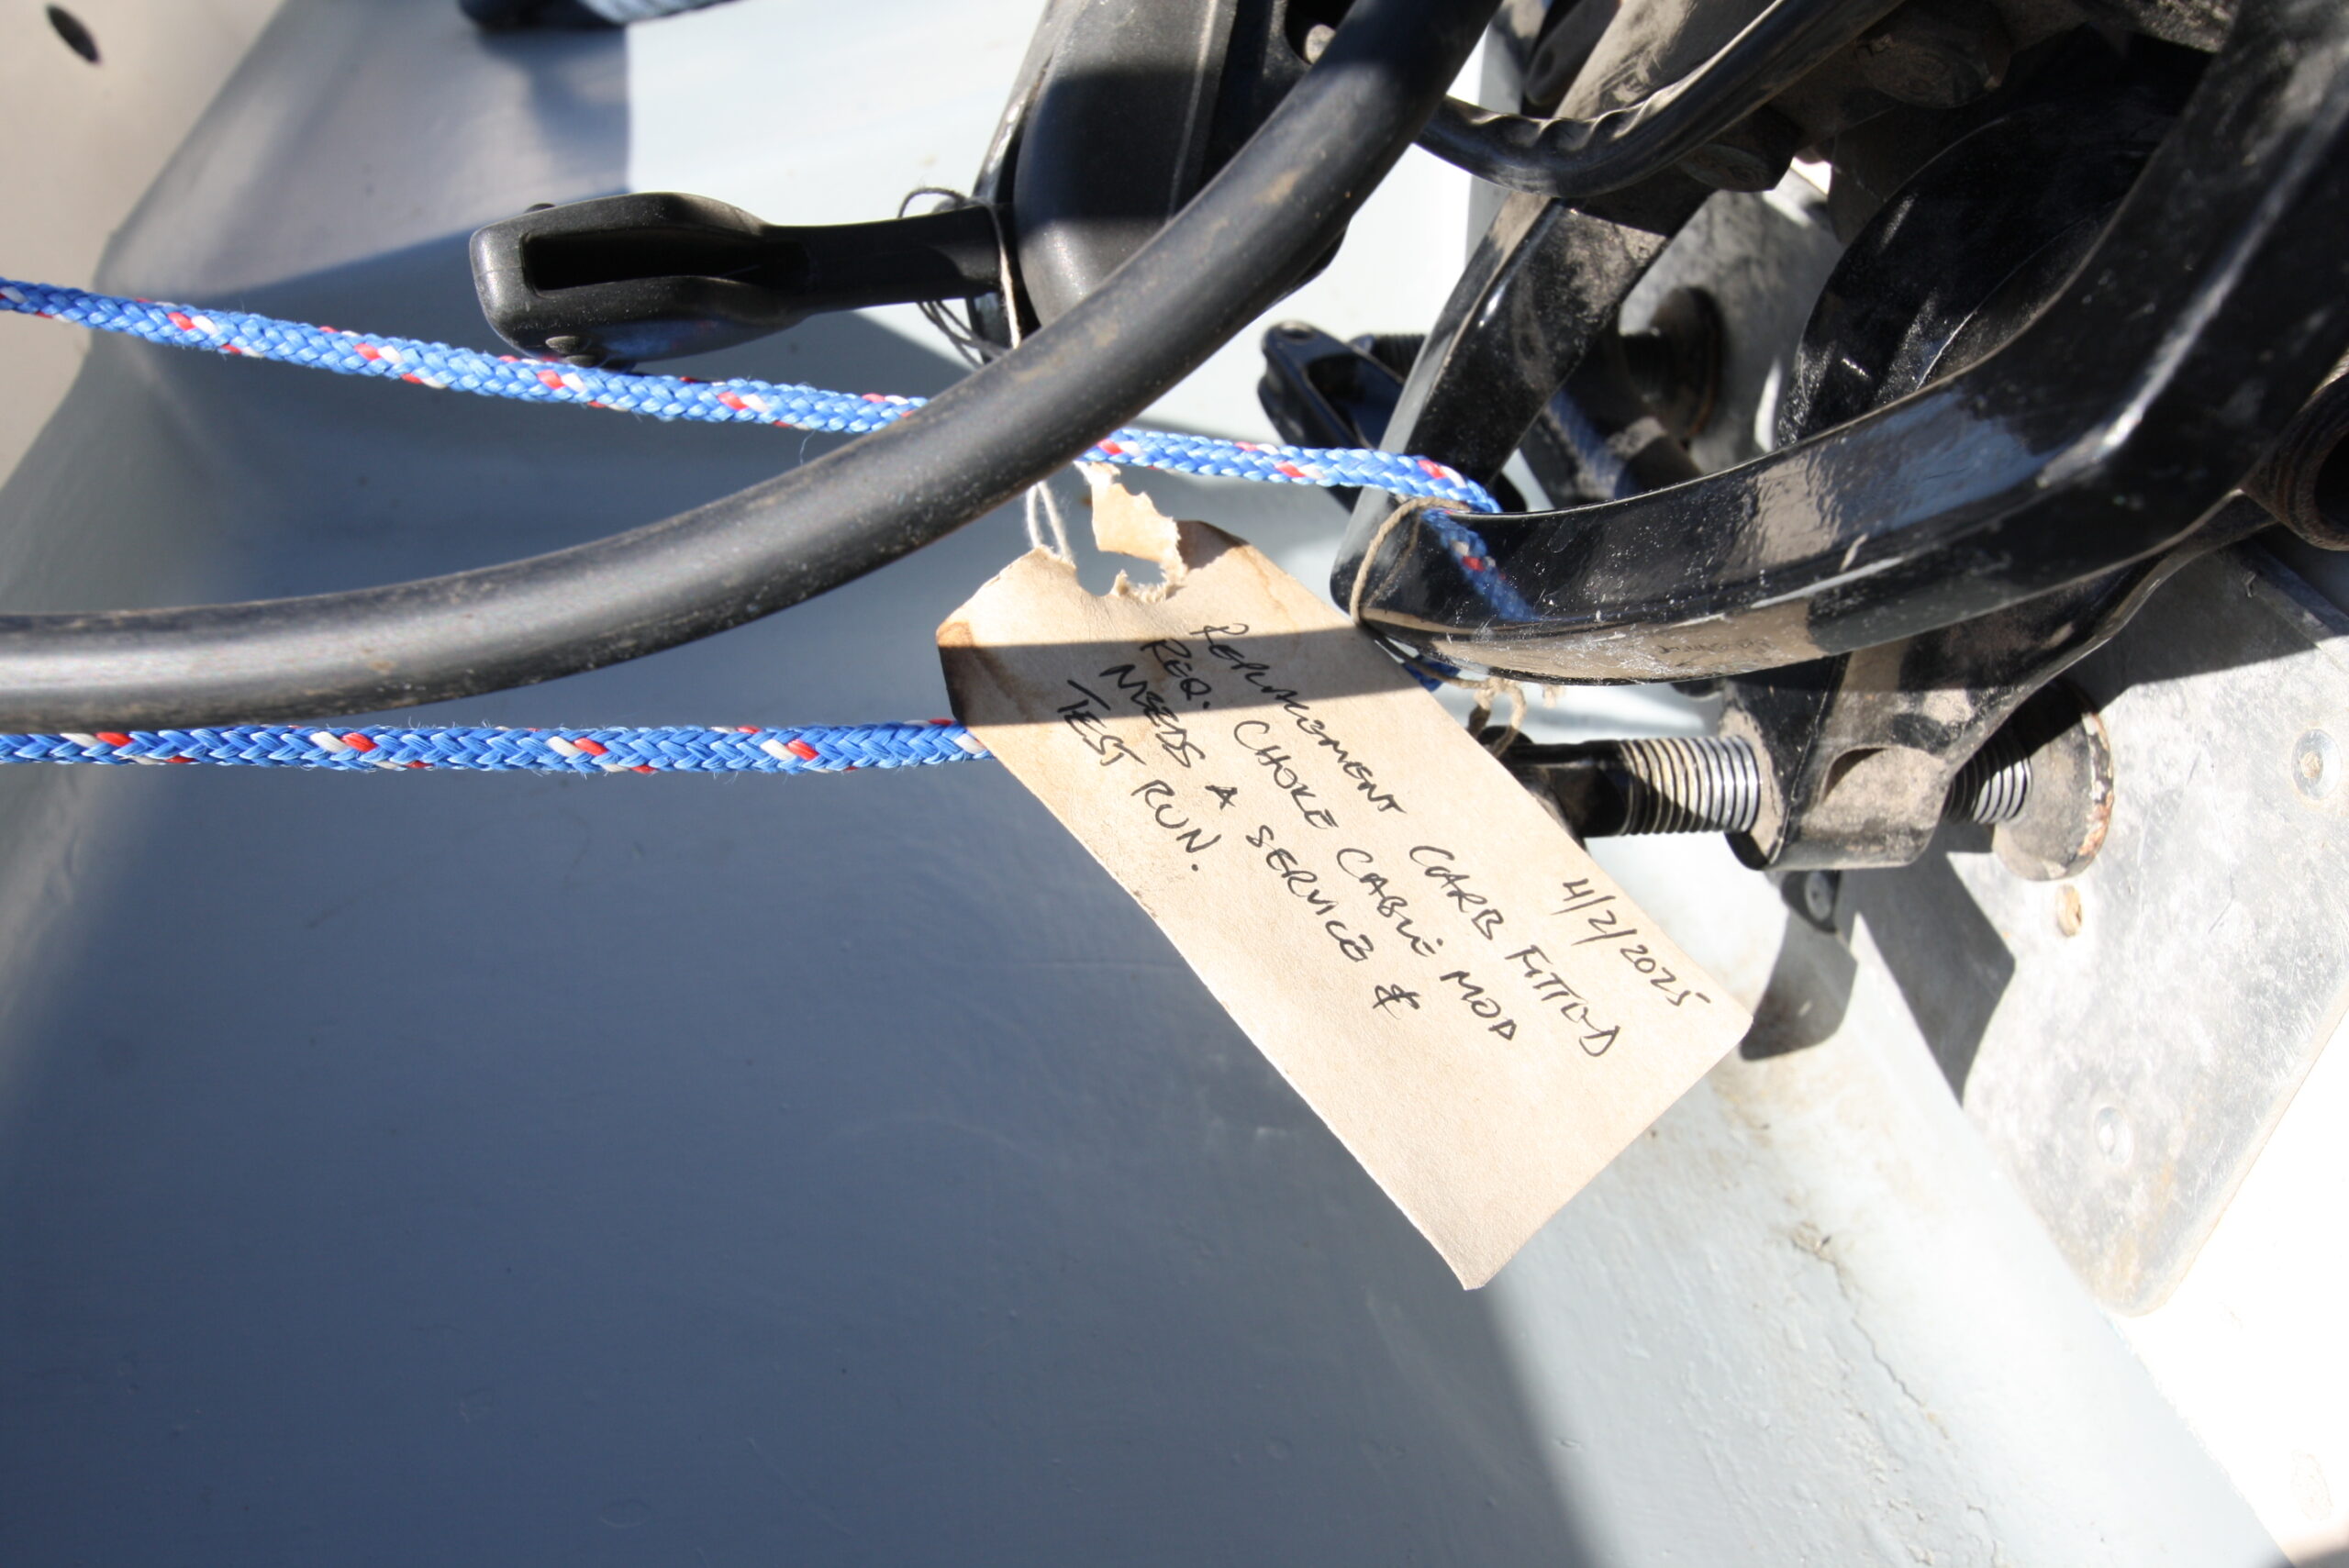 4/2/2025
REPLACEMENT CARB FITTED
REQ. CHOKE CABLE MOD
NEEDS A SERVICE &
TEST RUN.